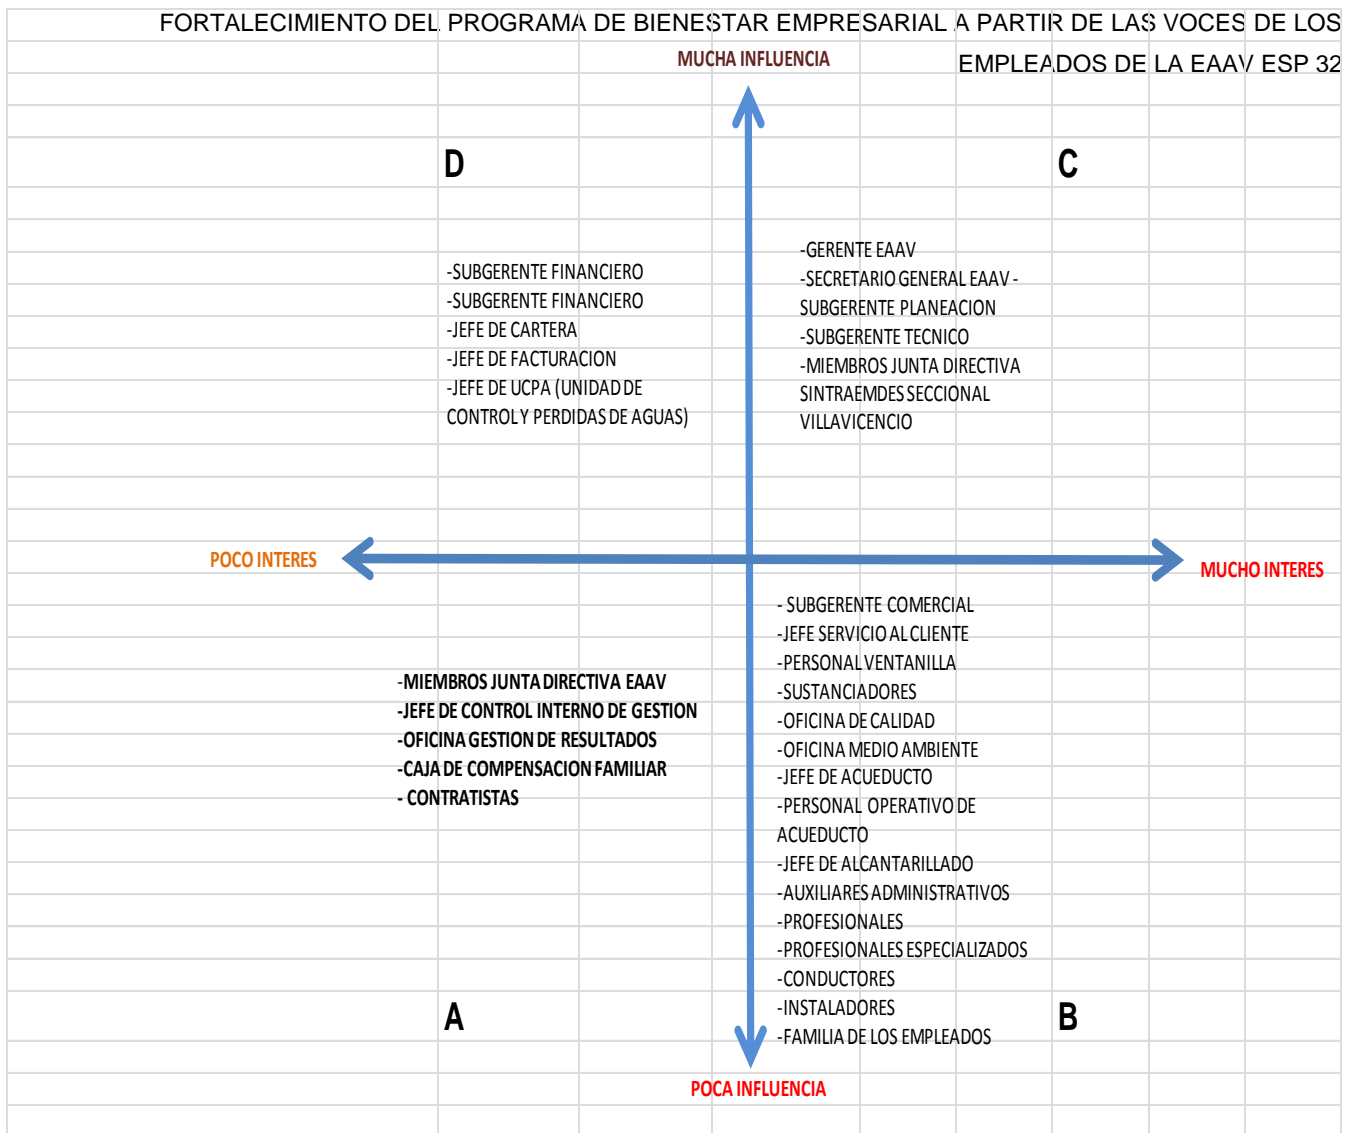 FORTALECIMIENTO DEL PROGRAMA DE BIENESTAR EMPRESARIAL A PARTIR DE LAS VOCES DE LOS
EMPLEADOS DE LA EAAV ESP 32
MUCHA INFLUENCIA
D
C
-SUBGERENTE FINANCIERO
-SUBGERENTE FINANCIERO
-JEFE DE CARTERA
-JEFE DE FACTURACION
-JEFE DE UCPA (UNIDAD DE
CONTROL Y PERDIDAS DE AGUAS)
-GERENTE EAAV
-SECRETARIO GENERAL EAAV -
SUBGERENTE PLANEACION
-SUBGERENTE TECNICO
-MIEMBROS JUNTA DIRECTIVA
SINTRAEMDES SECCIONAL
VILLAVICENCIO
POCO INTERES
MUCHO INTERES
-MIEMBROS JUNTA DIRECTIVA EAAV
-JEFE DE CONTROL INTERNO DE GESTION
-OFICINA GESTION DE RESULTADOS
-CAJA DE COMPENSACION FAMILIAR
- CONTRATISTAS
- SUBGERENTE COMERCIAL
-JEFE SERVICIO AL CLIENTE
-PERSONAL VENTANILLA
-SUSTANCIADORES
-OFICINA DE CALIDAD
-OFICINA MEDIO AMBIENTE
-JEFE DE ACUEDUCTO
-PERSONAL OPERATIVO DE
ACUEDUCTO
-JEFE DE ALCANTARILLADO
-AUXILIARES ADMINISTRATIVOS
-PROFESIONALES
-PROFESIONALES ESPECIALIZADOS
-CONDUCTORES
-INSTALADORES
-FAMILIA DE LOS EMPLEADOS
A
B
POCA INFLUENCIA